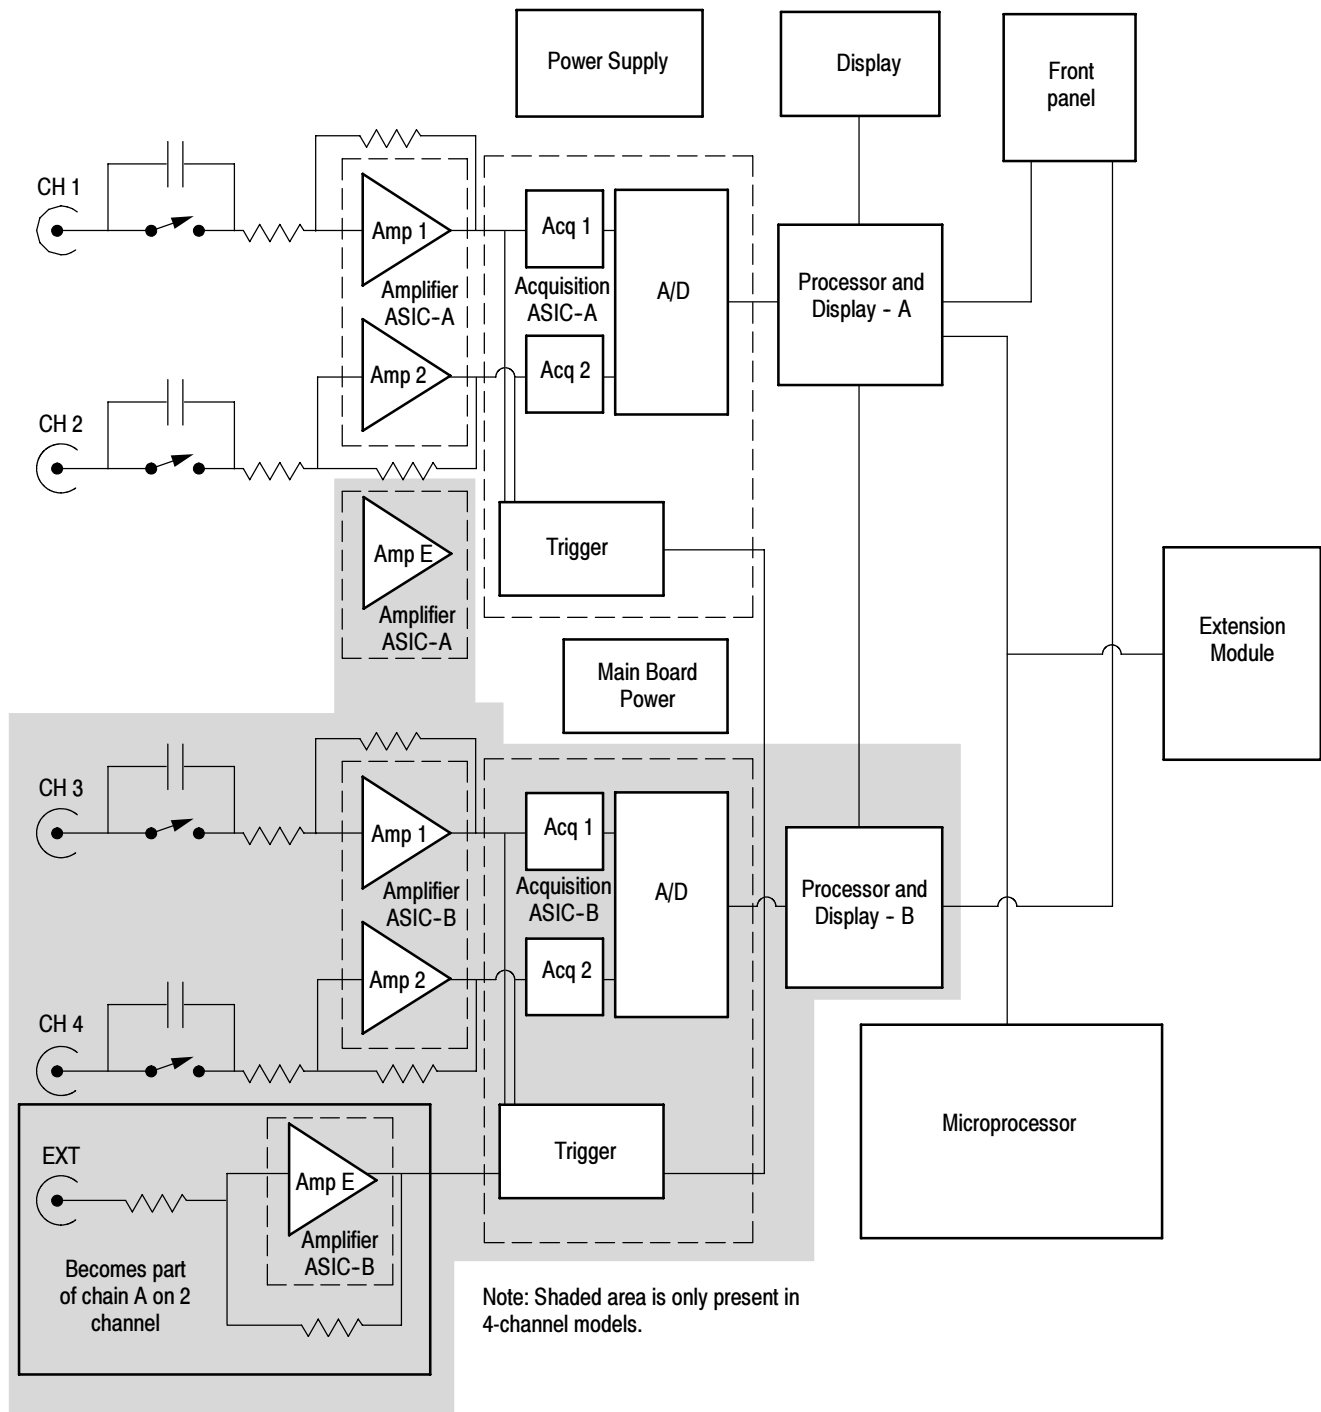 Power Supply
Display
Front
panel
CH 1
Amp 1
Acq 1
Amplifier
ASIC-A
Acquisition
ASIC-A
A/D
Processor and
Display - A
Amp 2
Acq 2
CH 2
Amp E
Amplifier
ASIC-A
Trigger
Extension
Module
Main Board
Power
CH 3
Amp 1
Acq 1
Amplifier
ASIC-B
Acquisition
ASIC-B
A/D
Processor and
Display - B
Amp 2
Acq 2
CH 4
Microprocessor
EXT
Amp E
Amplifier
ASIC-B
Trigger
Becomes part
of chain A on 2
channel
Note: Shaded area is only present in
4-channel models.